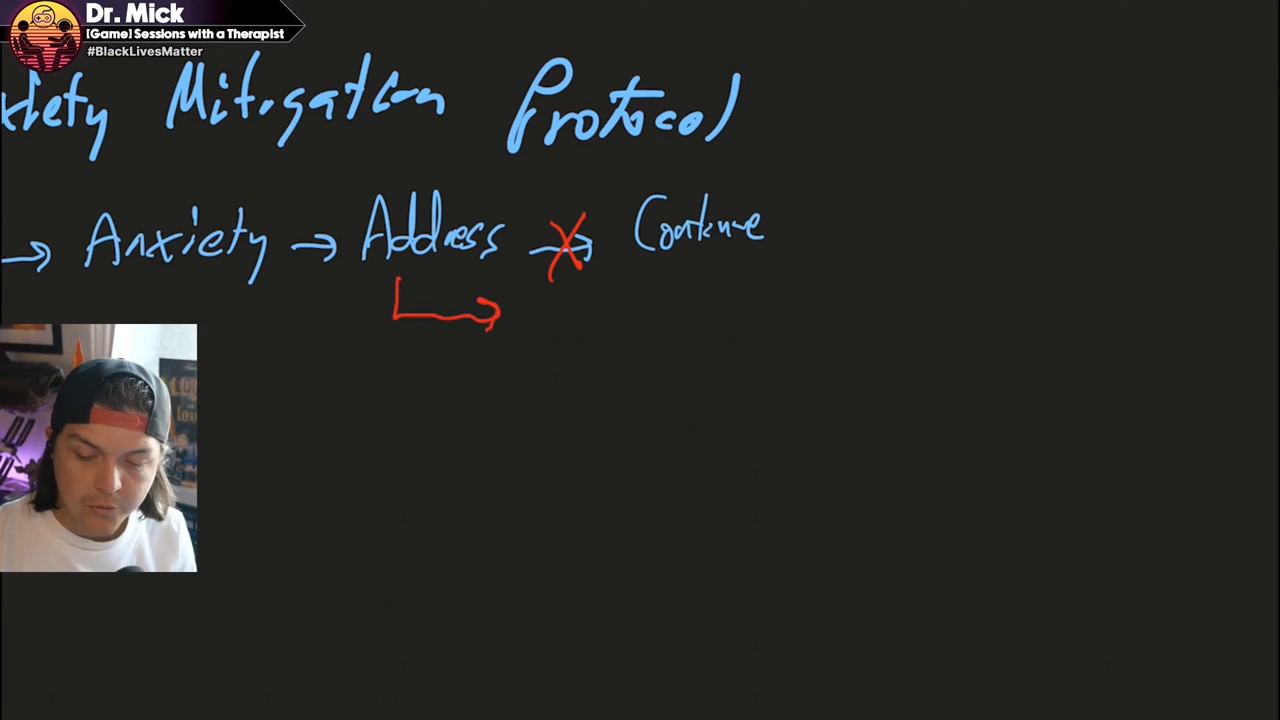 Dr. Mick
[Game] Sessions with a Therapist
#BlackLivesMatter
xiety Mitigation Protocol
→ Anxiety → Address → Continue